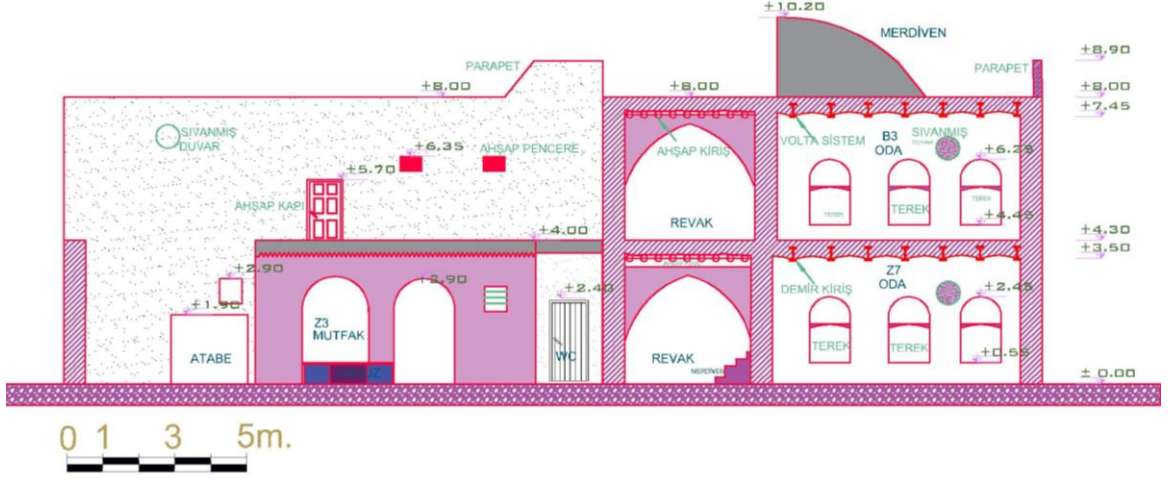 +10.20
MERDİVEN
+8.90
PARAPET
PARAPET
+8.00
+8.00
+8.00
+7.45
SIVANMIŞ
DUVAR
+6.35
AHŞAP PENCERE
AHŞAP KİRİŞ
VOLTA SİSTEM
B3
ODA
SIVANMIŞ
+6.25
+5.70
AHŞAP KAPI
TEREK
TEREK
TEREK
REVAK
+4.45
+4.00
+4.30
+3.50
+2.90
+2.90
+2.40
DEMİR KİRİŞ
Z7
ODA
+2.45
+1.90
Z3
MUTFAK
ATABE
WC
REVAK
TEREK
TEREK
TEREK
+0.55
MERDİVEN
± 0.00
0 1 3 5m.